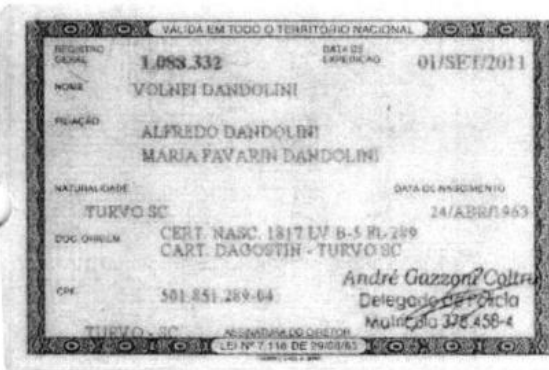 VÁLIDA EM TODO O TERRITÓRIO NACIONAL
REGISTRO GERAL 1.088.332 DATA DE EXPEDIÇÃO 01/SET/2011
NOME VOLNEI DANDOLINI
FILIAÇÃO ALFREDO DANDOLINI
MARIA FAVARIN DANDOLINI
NATURALIDADE DATA DE NASCIMENTO
TURVO SC 24/ABR/1963
DOC ORIGEM CERT. NASC. 1817 LV B-5 FL-289
CART. DAGOSTIN - TURVO SC
CPF 501.851.289-04
André Gazzoni Coltro
Delegado de Polícia
Matrícula 378.458-4
TURVO - SC ASSINATURA DO DIRETOR
LEI Nº 7.116 DE 29/08/83